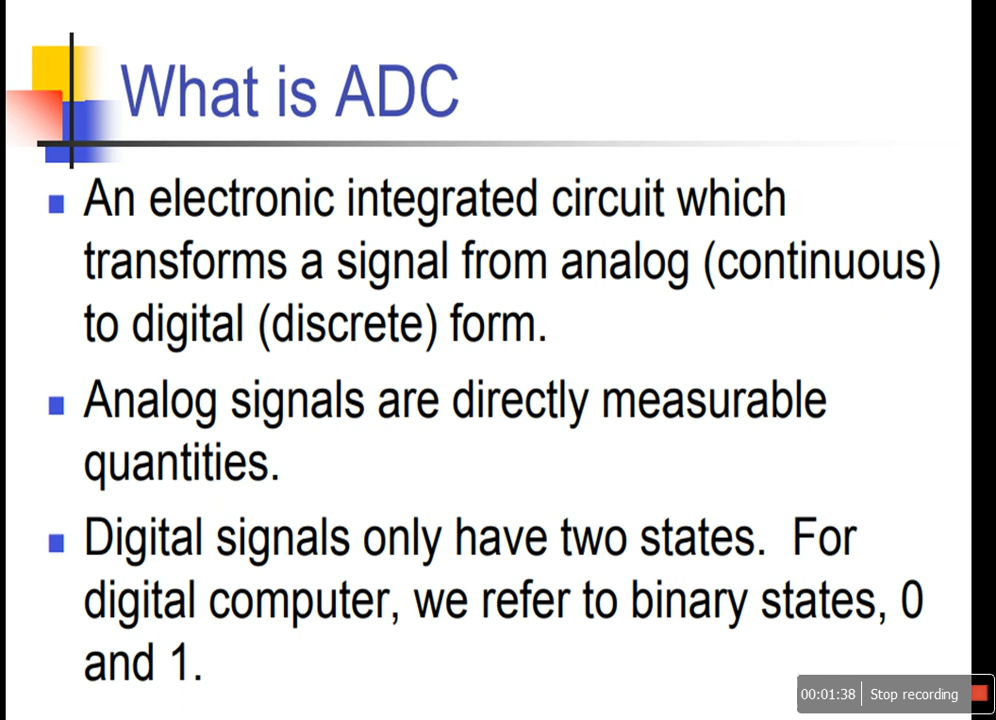 What is ADC
An electronic integrated circuit which
transforms a signal from analog (continuous)
to digital (discrete) form.
Analog signals are directly measurable
quantities.
Digital signals only have two states.  For
digital computer, we refer to binary states, 0
and 1.
00:01:38 Stop recording